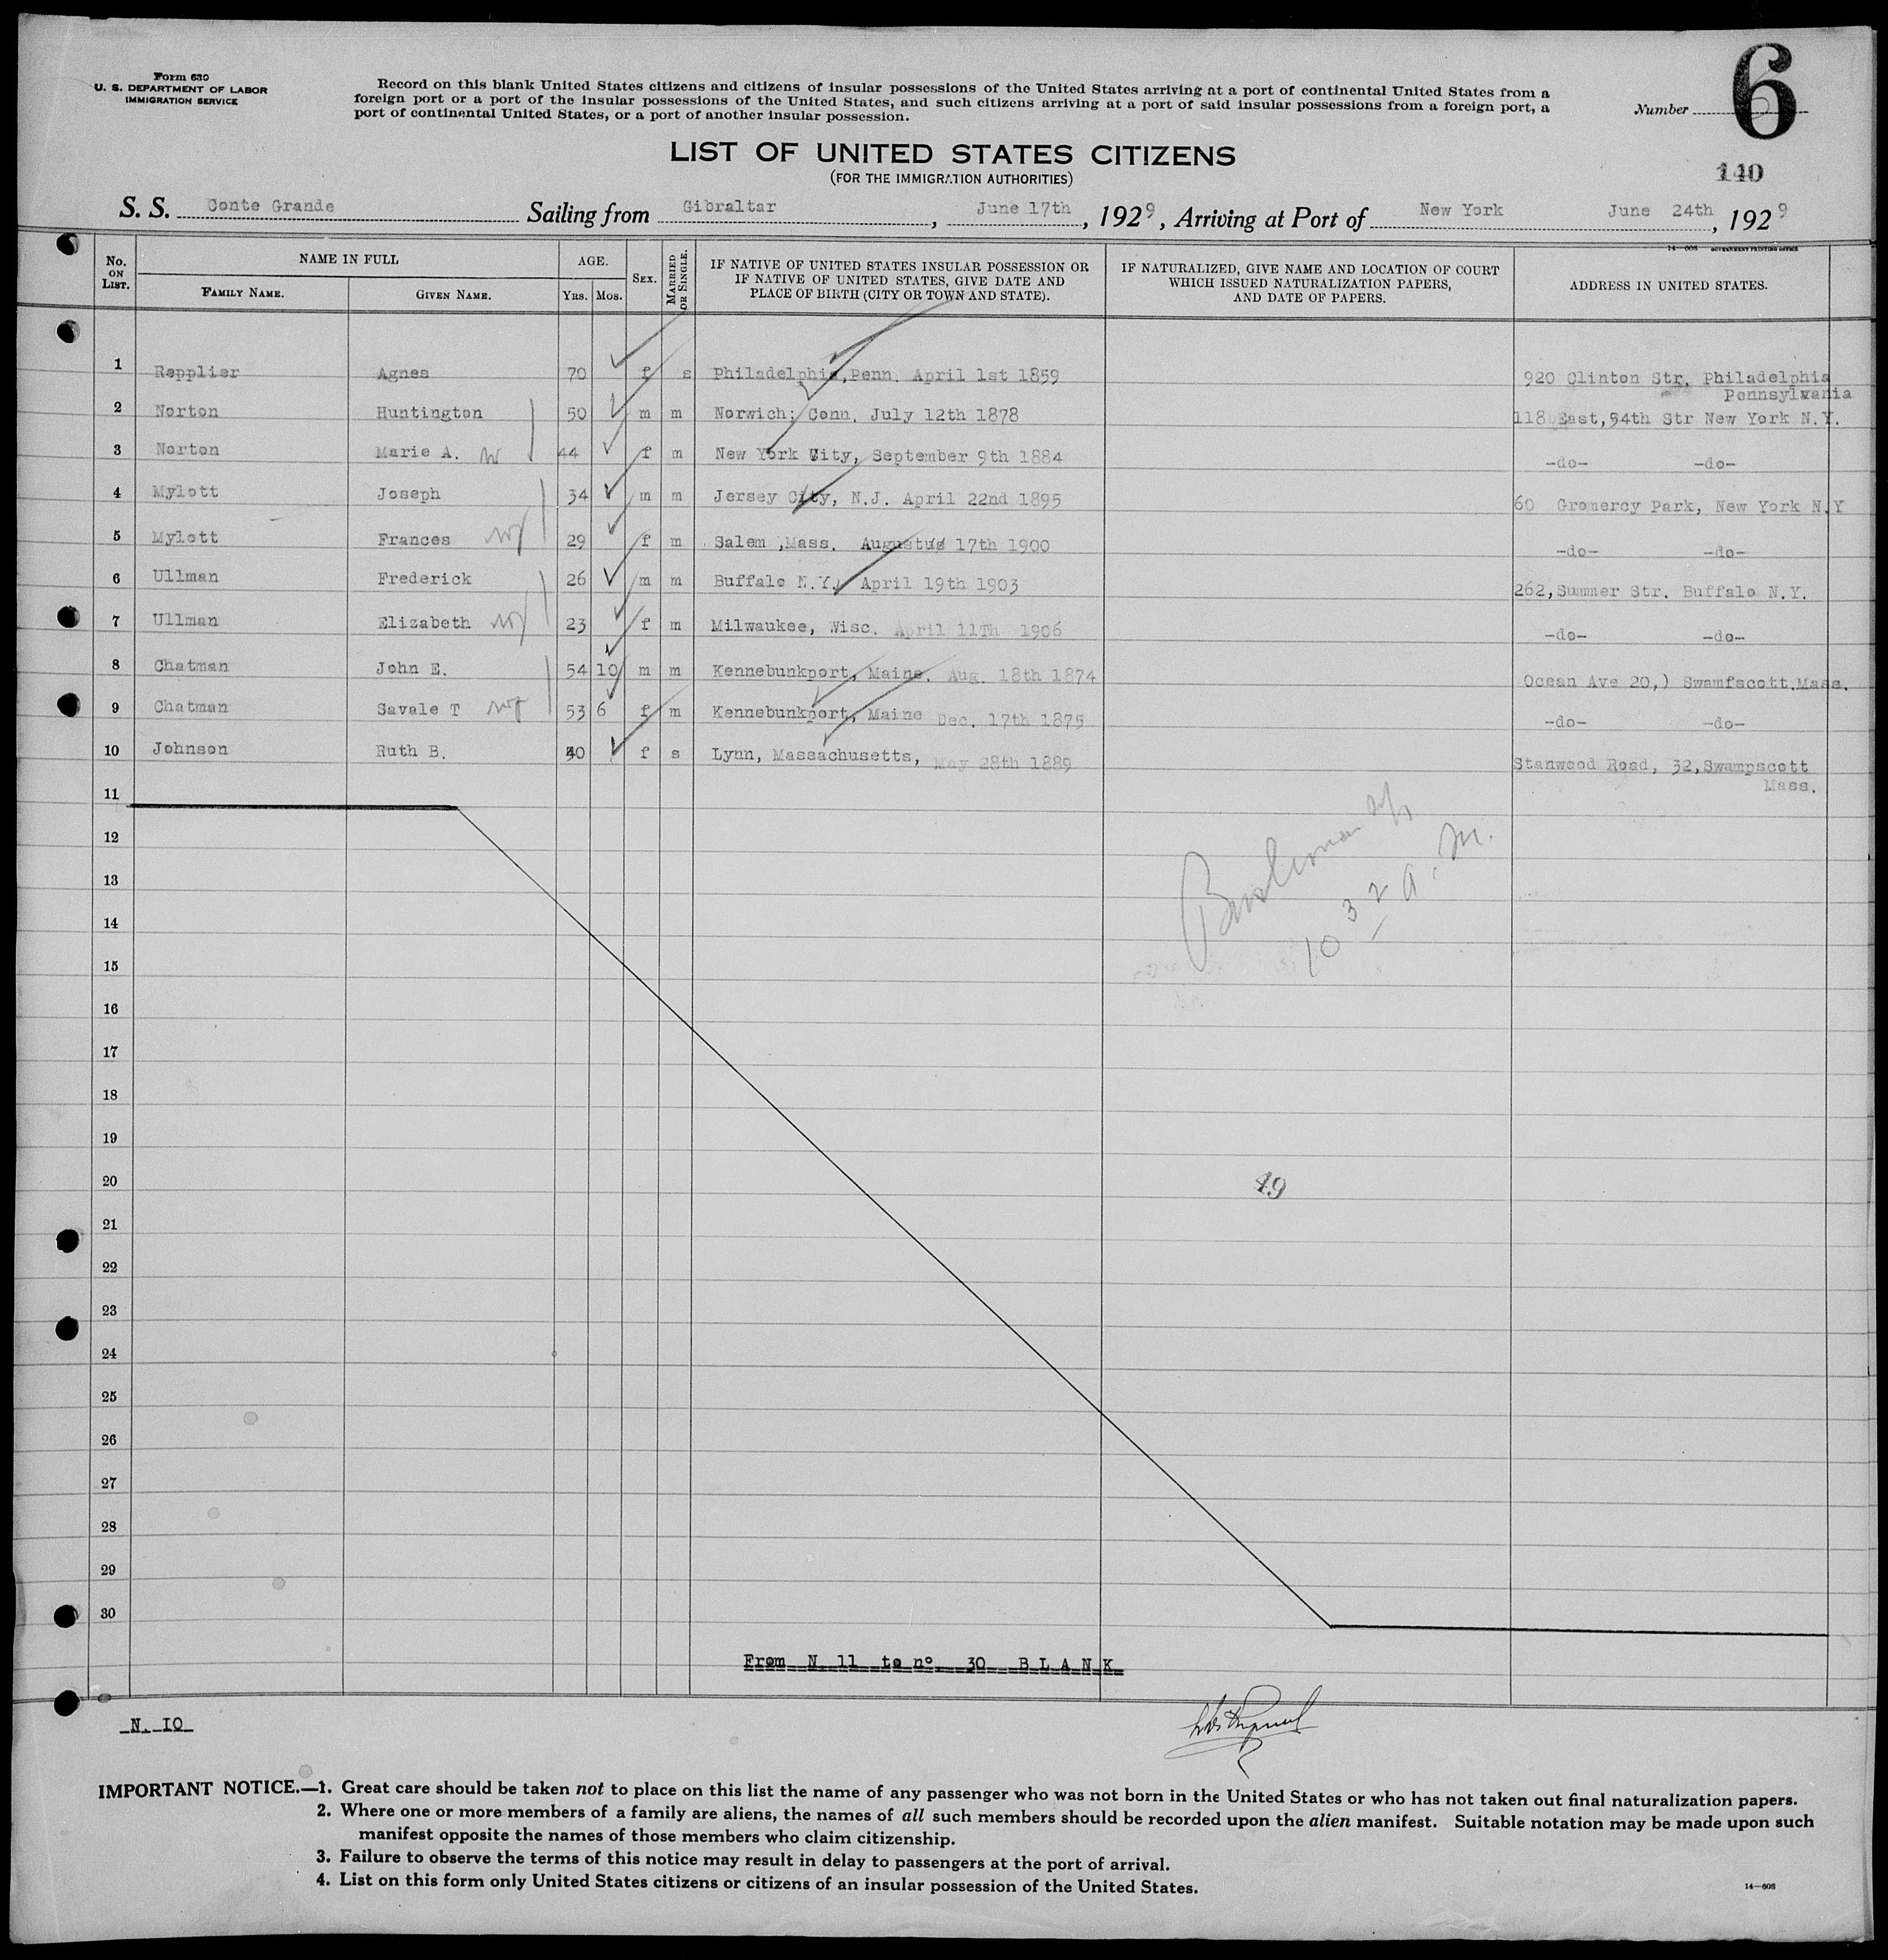 Form 630
U. S. DEPARTMENT OF LABOR
IMMIGRATION SERVICE
Record on this blank United States citizens and citizens of insular possessions of the United States arriving at a port of continental United States from a
foreign port or a port of the insular possessions of the United States, and such citizens arriving at a port of said insular possessions from a foreign port, a
port of continental United States, or a port of another insular possession.
Number 6
LIST OF UNITED STATES CITIZENS
(FOR THE IMMIGRATION AUTHORITIES)
140
S. S. Conte Grande Sailing from Gibraltar, June 17th, 1929, Arriving at Port of New York June 24th, 1929
14—608 GOVERNMENT PRINTING OFFICE
No. ON LIST. NAME IN FULL FAMILY NAME. GIVEN NAME. AGE. YRS. MOS. SEX. MARRIED OR SINGLE. IF NATIVE OF UNITED STATES INSULAR POSSESSION OR IF NATIVE OF UNITED STATES, GIVE DATE AND PLACE OF BIRTH (CITY OR TOWN AND STATE). IF NATURALIZED, GIVE NAME AND LOCATION OF COURT WHICH ISSUED NATURALIZATION PAPERS, AND DATE OF PAPERS. ADDRESS IN UNITED STATES.
1 Repplier Agnes 70 f s Philadelphia, Penn. April 1st 1859 920 Clinton Str. Philadelphia
Pennsylvania
2 Norton Huntington 50 m m Norwich; Conn. July 12th 1878 118 East, 54th Str New York N.Y.
3 Norton Marie A. W 44 f m New York City, September 9th 1884 -do- -do-
4 Mylott Joseph 34 m m Jersey City, N.J. April 22nd 1895 60 Gromercy Park, New York N.Y
5 Mylott Frances wf 29 f m Salem ,Mass. Augustus 17th 1900 -do- -do-
6 Ullman Frederick 26 m m Buffalo N.Y. April 19th 1903 262, Summer Str. Buffalo N.Y.
7 Ullman Elizabeth wf 23 f m Milwaukee, Wisc. April 11Th 1906 -do- -do-
8 Chatman John E. 54 10 m m Kennebunkport, Maine. Aug. 18th 1874 Ocean Ave 20,) Swamfscott.Mass.
9 Chatman Savale T wf 53 6 f m Kennebunkport, Maine Dec. 17th 1875 -do- -do-
10 Johnson Ruth B. 40 f s Lynn, Massachusetts, May 28th 1889 Stanwood Road, 32, Swampscott
Mass.
11
12
13
14
10 32 a. m.
15
16
17
18
19
20
49
21
22
23
24
25
26
27
28
29
30
From N 11 to nº 30 B L A N K
N. IO
IMPORTANT NOTICE.—1. Great care should be taken not to place on this list the name of any passenger who was not born in the United States or who has not taken out final naturalization papers.
2. Where one or more members of a family are aliens, the names of all such members should be recorded upon the alien manifest. Suitable notation may be made upon such
manifest opposite the names of those members who claim citizenship.
3. Failure to observe the terms of this notice may result in delay to passengers at the port of arrival.
4. List on this form only United States citizens or citizens of an insular possession of the United States.
14—608